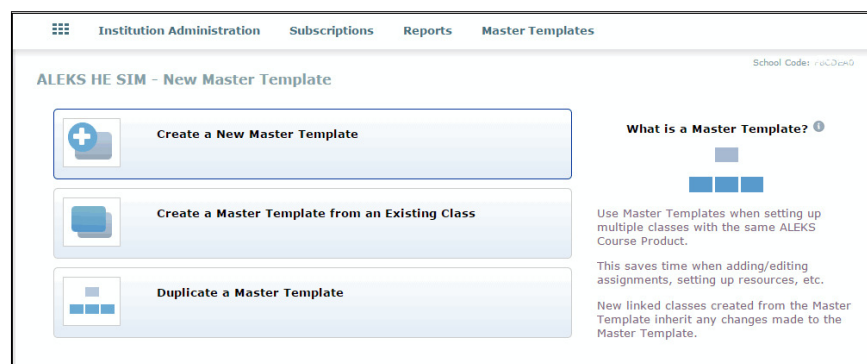 Institution Administration Subscriptions Reports Master Templates
School Code:
ALEKS HE SIM - New Master Template
Create a New Master Template
What is a Master Template?
Create a Master Template from an Existing Class
Use Master Templates when setting up
multiple classes with the same ALEKS
Course Product.
This saves time when adding/editing
assignments, setting up resources, etc.
Duplicate a Master Template
New linked classes created from the Master
Template inherit any changes made to the
Master Template.